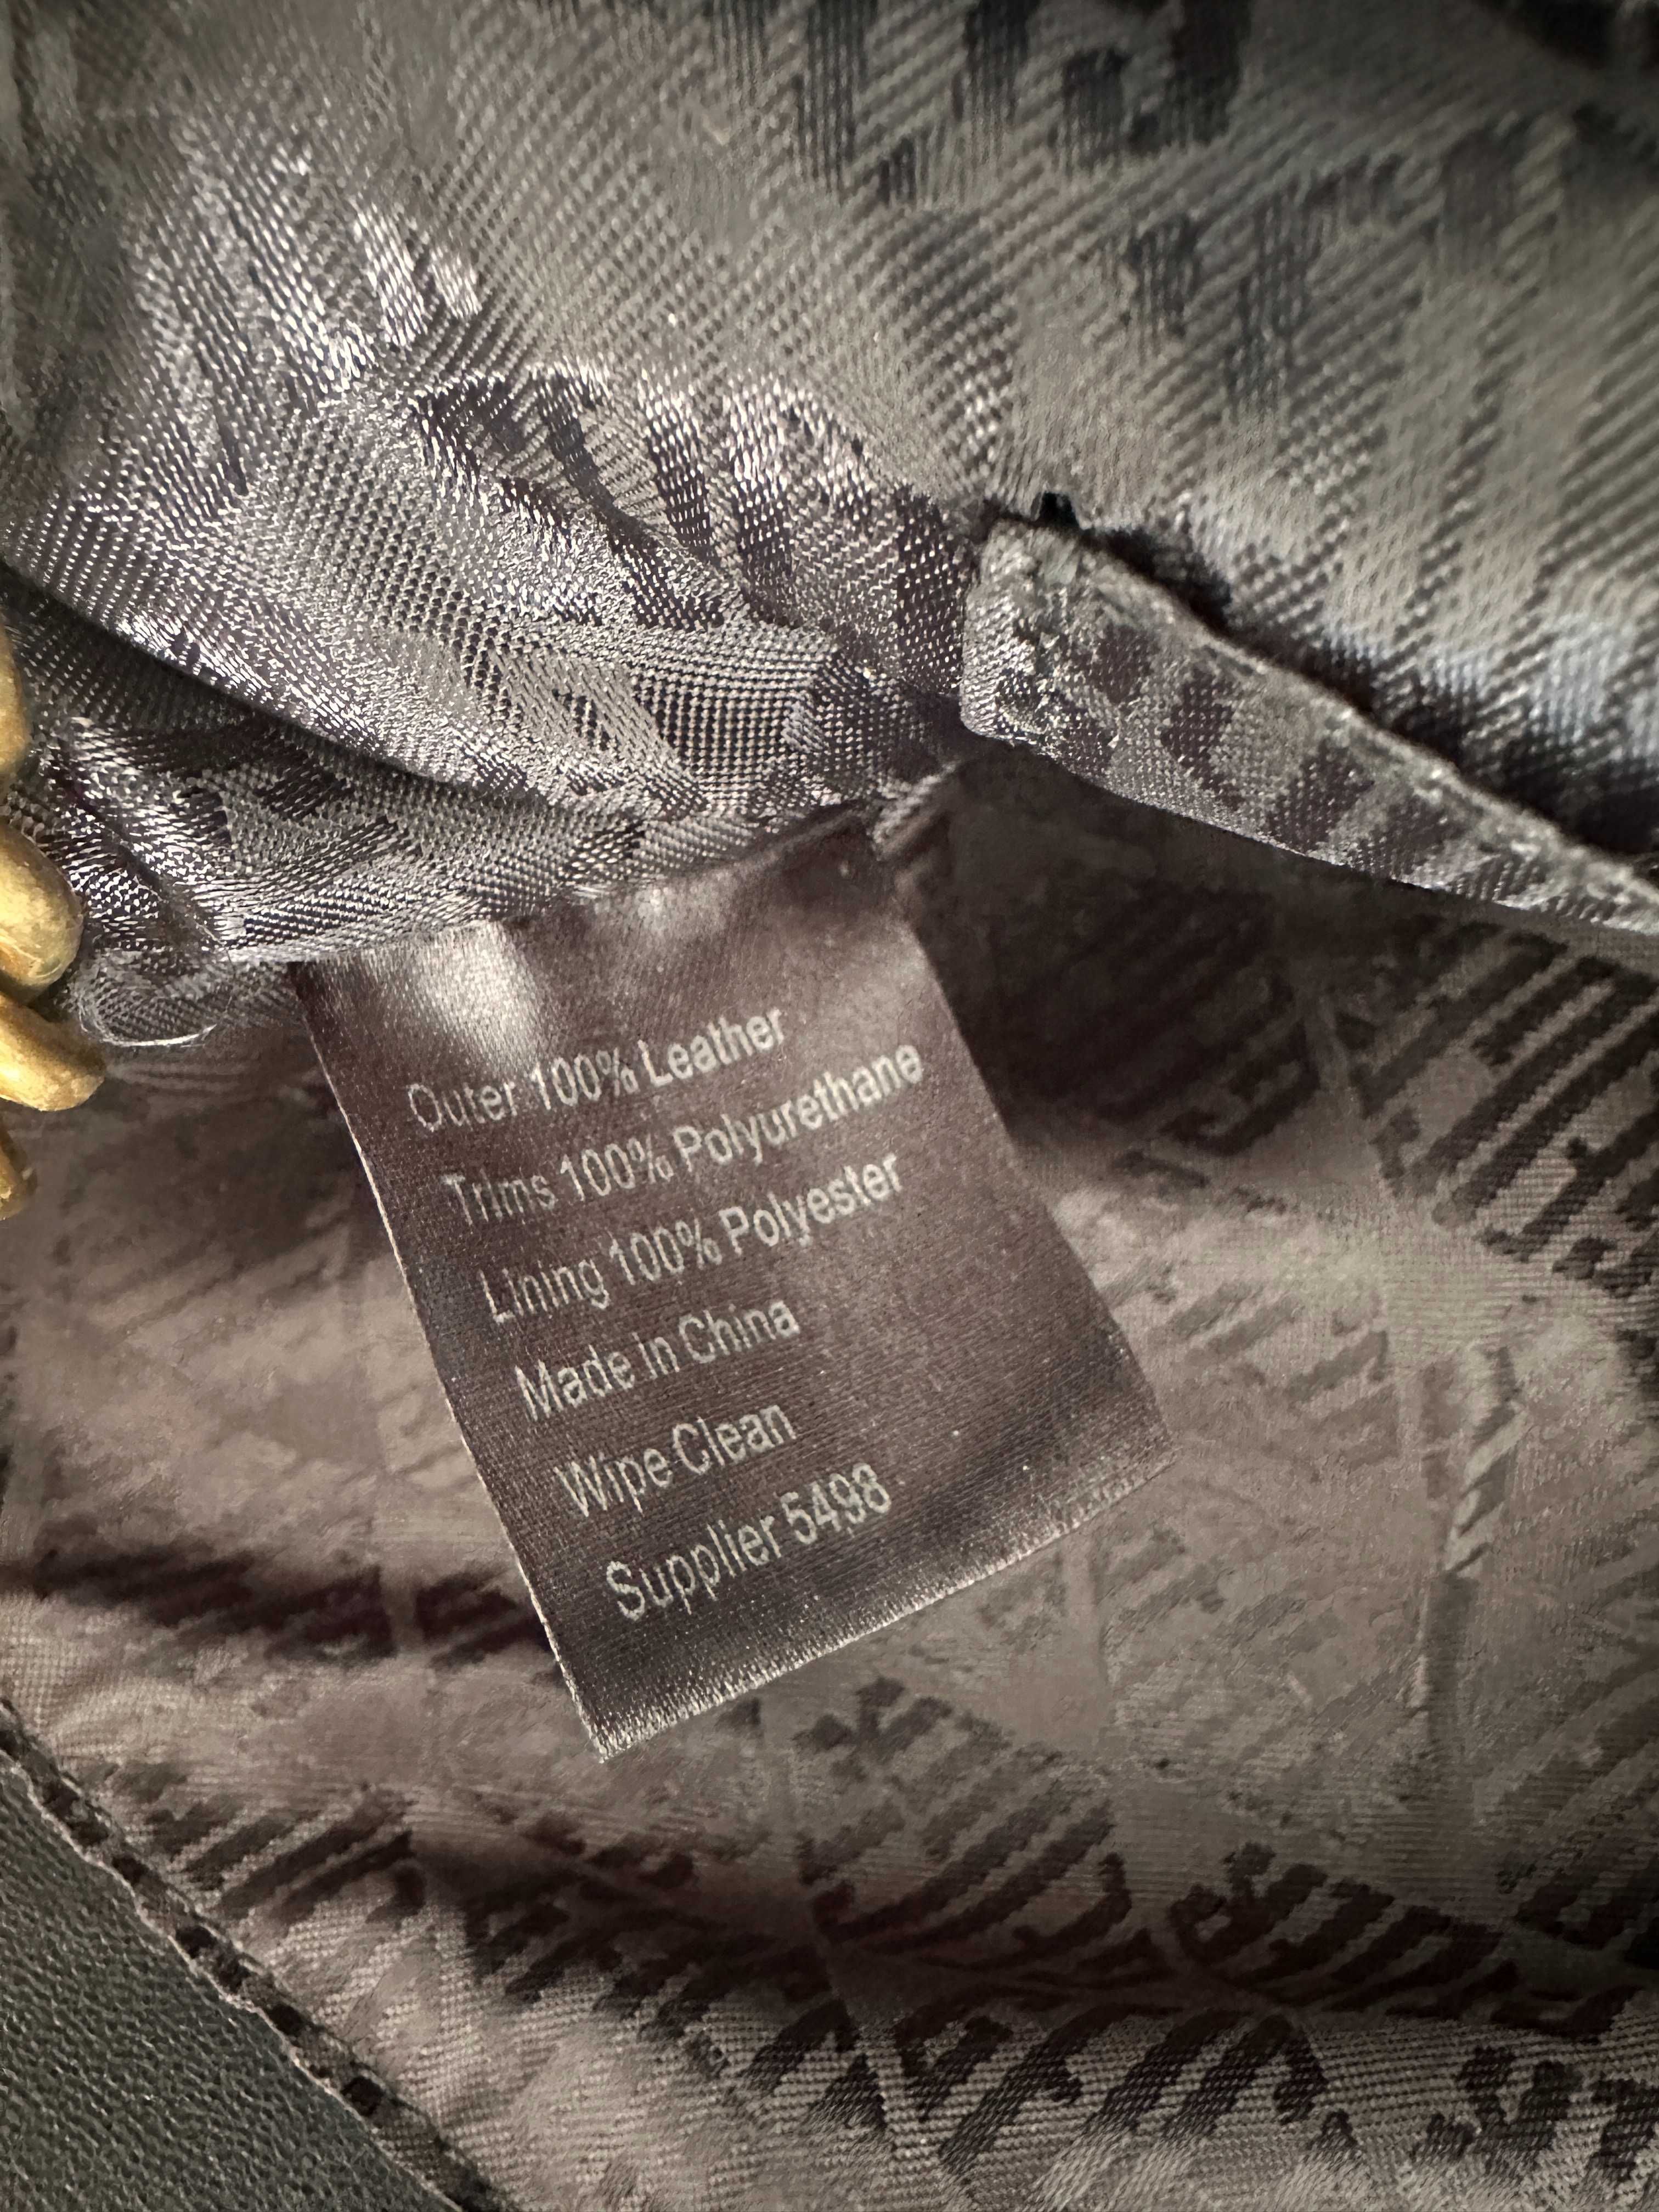 Outer 100% Leather
Trims 100% Polyurethane
Lining 100% Polyester
Made in China
Wipe Clean
Supplier 5498